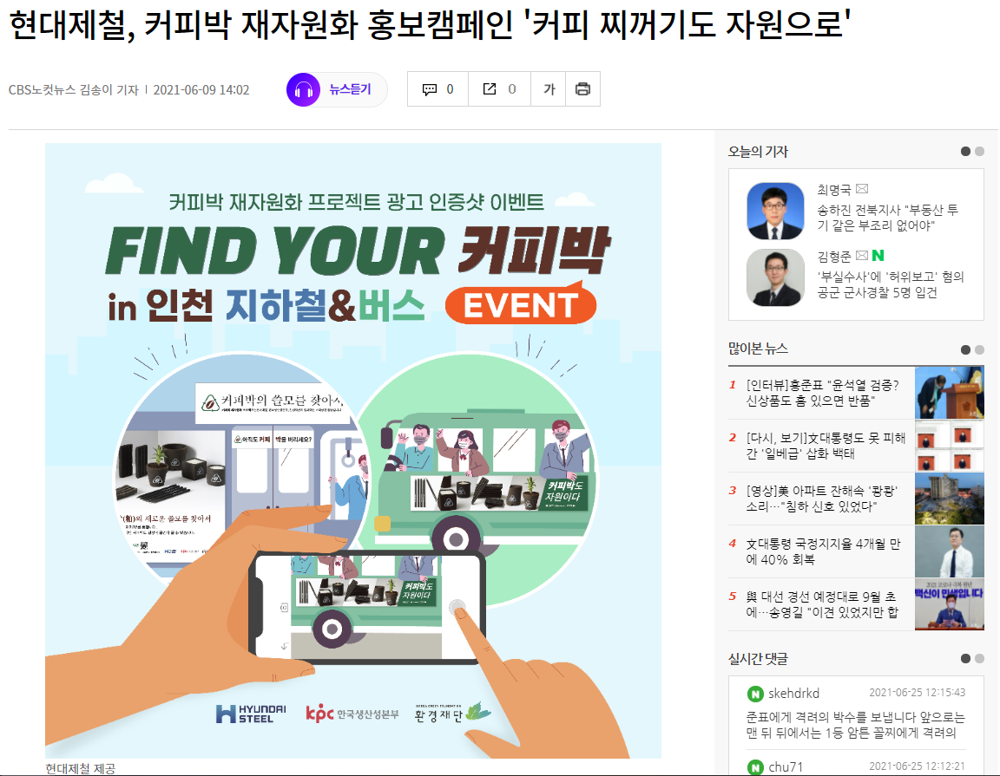 현대제철, 커피박 재자원화 홍보캠페인 '커피 찌꺼기도 자원으로'
CBS노컷뉴스 김송이 기자 | 2021-06-09 14:02
뉴스듣기
0
0
가
커피박 재자원화 프로젝트 광고 인증샷 이벤트
FIND YOUR 커피박
in 인천 지하철&버스 EVENT
커피박의 쓸모를 찾아서
아직도 커피 박을 버리세요?
의 새로운 쓸모를 찾아서
커피박도
자원이다
커피박도
자원이다
HYUNDAI
STEEL
kpc 한국생산성본부
환경재단
현대제철 제공
오늘의 기자
최명국
송하진 전북지사 "부동산 투
기 같은 부조리 없어야"
김형준 N
'부실수사'에 '허위보고' 혐의
공군 군사경찰 5명 입건
많이본 뉴스
1 [인터뷰]홍준표 "윤석열 검증?
신상품도 흠 있으면 반품"
2 [다시, 보기]文대통령도 못 피해
간 '일베급' 삽화 백태
3 [영상]美 아파트 잔해속 '쾅쾅'
소리…"침하 신호 있었다"
4 文대통령 국정지지율 4개월 만
에 40% 회복
5 與 대선 경선 예정대로 9월 초
에…송영길 "이견 있었지만 합
백신이 민생입니다
실시간 댓글
N skehdrkd 2021-06-25 12:15:43
준표에게 격려의 박수를 보냅니다 앞으로는
맨 뒤 뒤에서는 1등 암튼 꼴찌에게 격려의
N chu71 2021-06-25 12:12:21